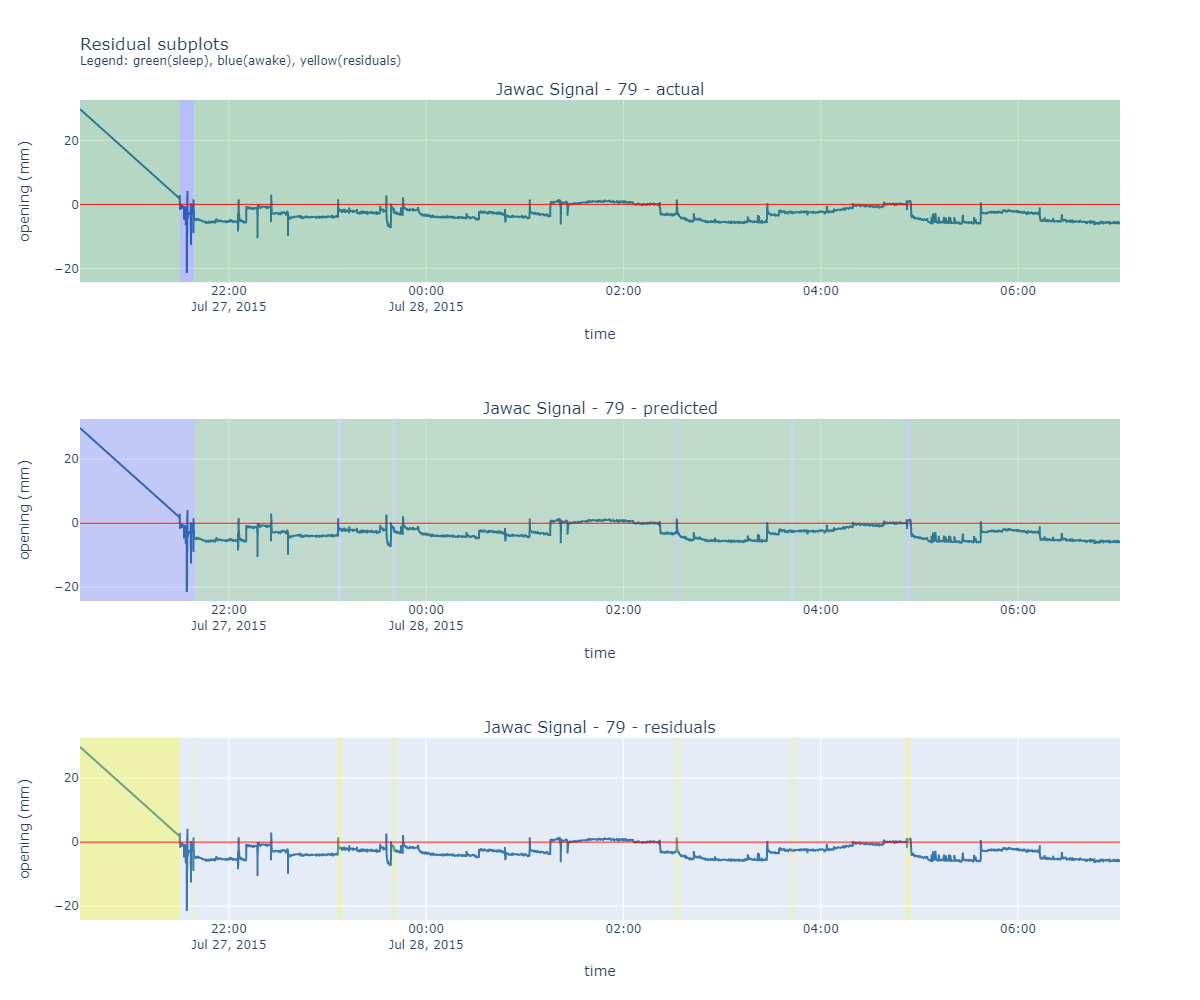 Residual subplots
Legend: green(sleep), blue(awake), yellow(residuals)
Jawac Signal - 79 - actual
opening (mm)
20
0
−20
22:00
Jul 27, 2015
00:00
Jul 28, 2015
02:00
04:00
06:00
time
Jawac Signal - 79 - predicted
opening (mm)
20
0
−20
22:00
Jul 27, 2015
00:00
Jul 28, 2015
02:00
04:00
06:00
time
Jawac Signal - 79 - residuals
opening (mm)
20
0
−20
22:00
Jul 27, 2015
00:00
Jul 28, 2015
02:00
04:00
06:00
time